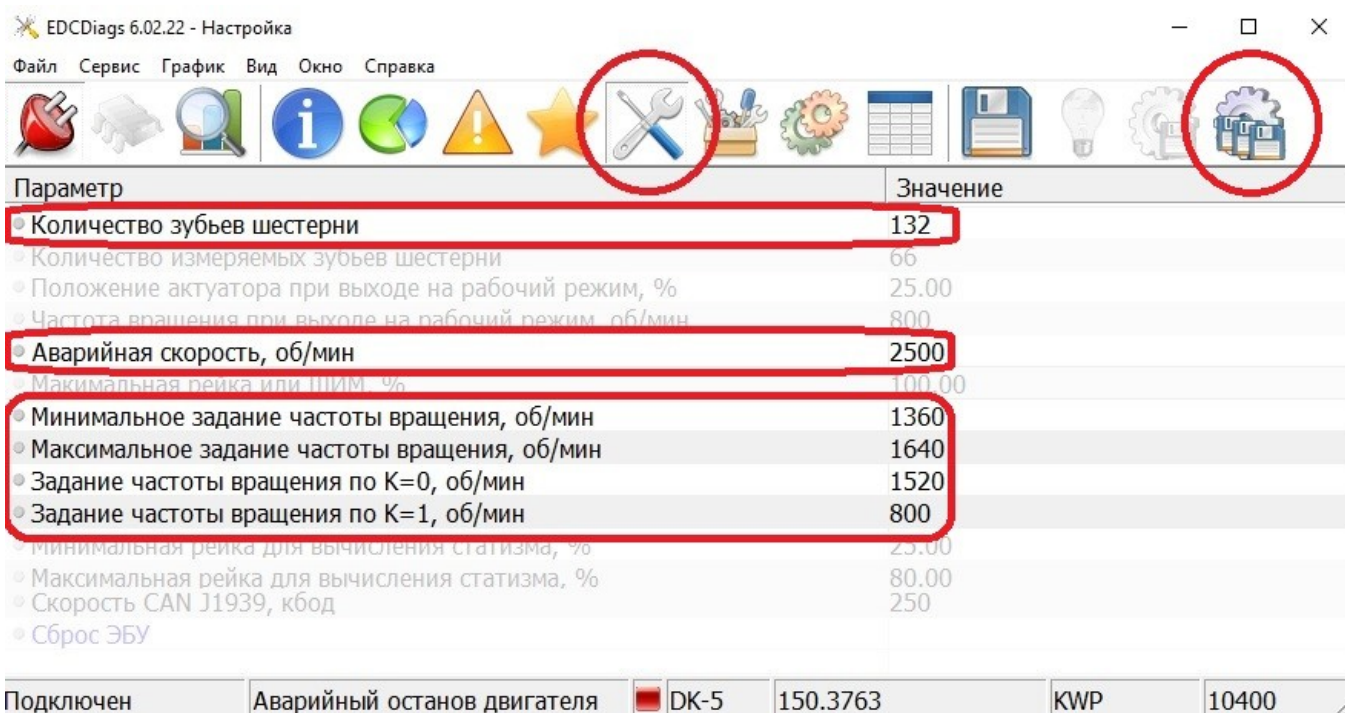 EDCDiags 6.02.22 - Настройка
Файл Сервис График Вид Окно Справка
Параметр Значение
Количество зубьев шестерни 132
Количество измеряемых зубьев шестерни 66
Положение актуатора при выходе на рабочий режим, % 25.00
Частота вращения при выходе на рабочий режим, об/мин 800
Аварийная скорость, об/мин 2500
Макимальная рейка или ШИМ, % 100.00
Минимальное задание частоты вращения, об/мин 1360
Максимальное задание частоты вращения, об/мин 1640
Задание частоты вращения по К=0, об/мин 1520
Задание частоты вращения по К=1, об/мин 800
Минимальная рейка для вычисления статизма, % 25.00
Максимальная рейка для вычисления статизма, % 80.00
Скорость CAN J1939, кбод 250
Сброс ЭБУ
Подключен Аварийный останов двигателя DK-5 150.3763 KWP 10400